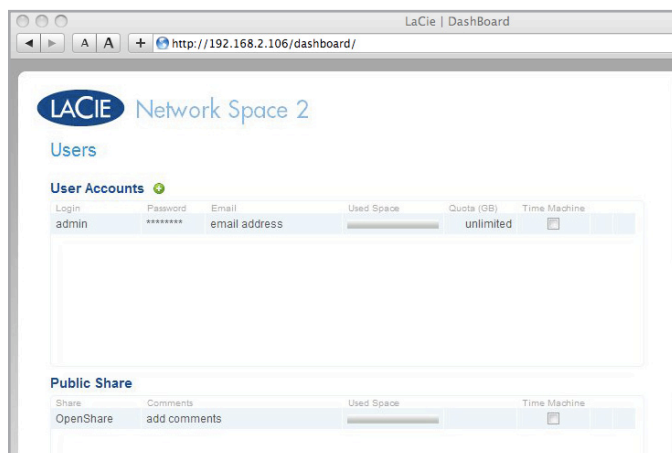 LaCie | DashBoard
A A + http://192.168.2.106/dashboard/
LACIE Network Space 2
Users
User Accounts
Login Password Email Used Space Quota (GB) Time Machine
admin ******** email address unlimited
Public Share
Share Comments Used Space Time Machine
OpenShare add comments